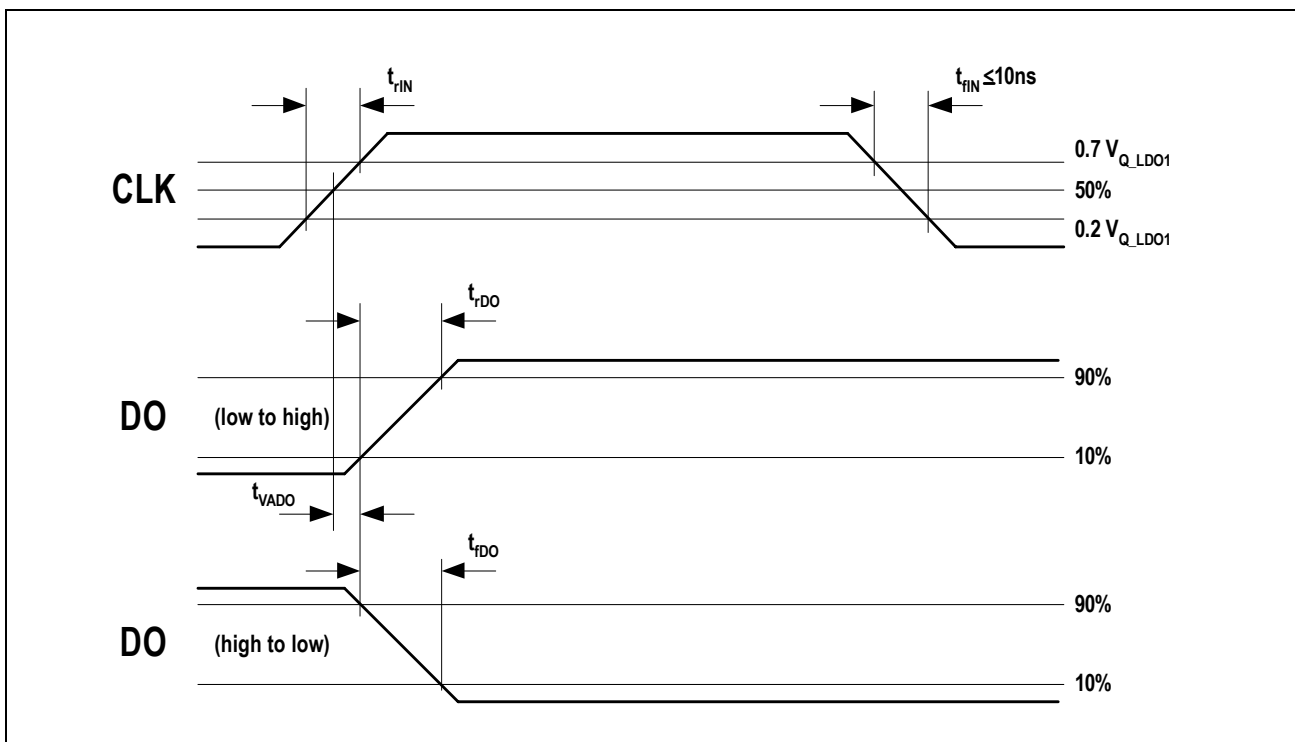 t_rIN
t_fIN ≤10ns
0.7 V_Q_LDO1
CLK
50%
0.2 V_Q_LDO1
t_rDO
90%
DO (low to high)
10%
t_VADO
t_fDO
90%
DO (high to low)
10%